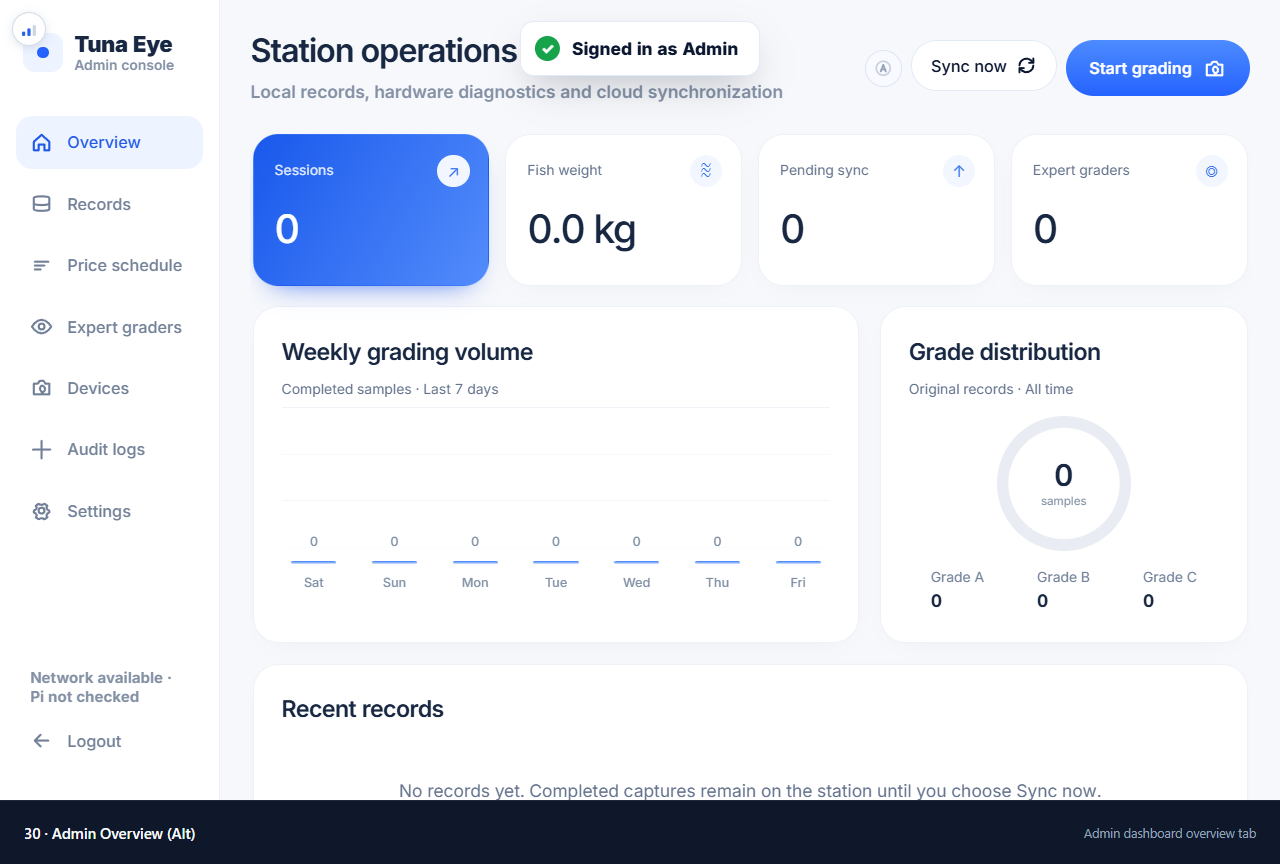 Tuna Eye
Admin console
Overview
Records
Price schedule
Expert graders
Devices
Audit logs
Settings
Network available ·
Pi not checked
Logout
Station operations
Signed in as Admin
Local records, hardware diagnostics and cloud synchronization
A
Sync now
Start grading
Sessions
0
Fish weight
0.0 kg
Pending sync
0
Expert graders
0
Weekly grading volume
Completed samples · Last 7 days
0 0 0 0 0 0 0
Sat Sun Mon Tue Wed Thu Fri
Grade distribution
Original records · All time
0
samples
Grade A Grade B Grade C
0 0 0
Recent records
No records yet. Completed captures remain on the station until you choose Sync now.
30 · Admin Overview (Alt)
Admin dashboard overview tab